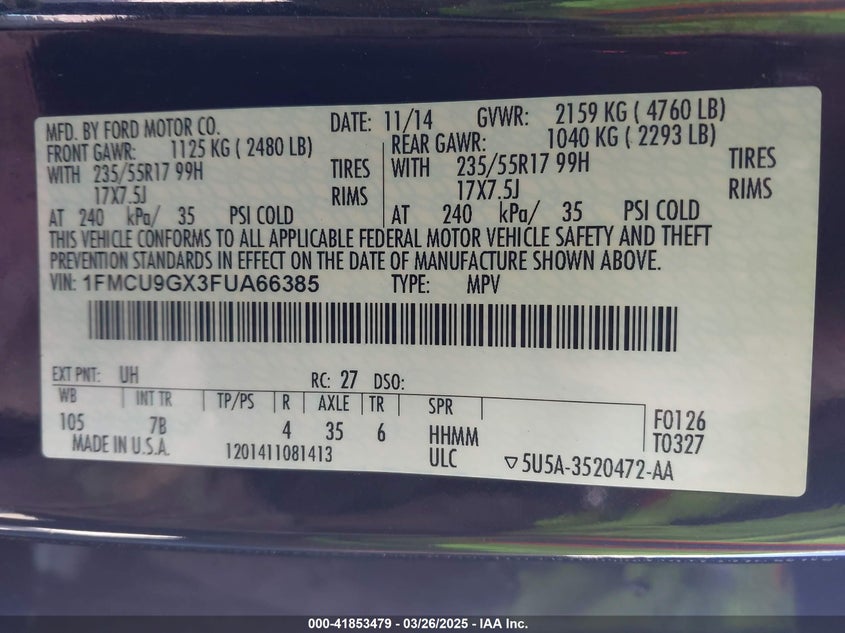 MFD. BY FORD MOTOR CO. DATE: 11/14 GVWR: 2159 KG ( 4760 LB)
FRONT GAWR: 1125 KG ( 2480 LB) REAR GAWR: 1040 KG ( 2293 LB)
WITH 235/55R17 99H TIRES WITH 235/55R17 99H TIRES
17X7.5J RIMS 17X7.5J RIMS
AT 240 kPa/ 35 PSI COLD AT 240 kPa/ 35 PSI COLD
THIS VEHICLE CONFORMS TO ALL APPLICABLE FEDERAL MOTOR VEHICLE SAFETY AND THEFT
PREVENTION STANDARDS IN EFFECT ON THE DATE OF MANUFACTURE SHOWN ABOVE.
VIN: 1FMCU9GX3FUA66385 TYPE: MPV
EXT PNT: UH RC: 27 DSO:
WB INT TR TP/PS R AXLE TR SPR
105 7B 4 35 6 HHMM F0126
MADE IN U.S.A. 1201411081413 ULC T0327
▽5U5A-3520472-AA
000-41853479 - 03/26/2025 - IAA Inc.